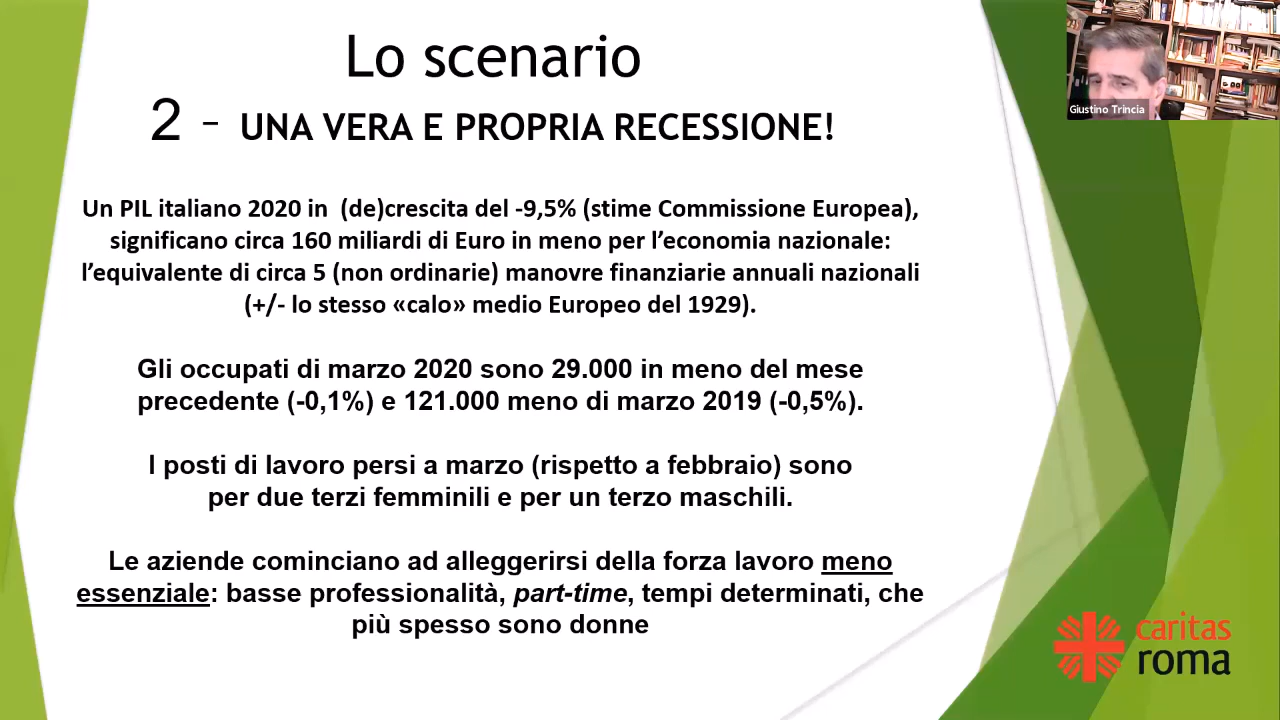 Lo scenario
2 – UNA VERA E PROPRIA RECESSIONE!
Un PIL italiano 2020 in (de)crescita del -9,5% (stime Commissione Europea),
significano circa 160 miliardi di Euro in meno per l’economia nazionale:
l’equivalente di circa 5 (non ordinarie) manovre finanziarie annuali nazionali
(+/- lo stesso «calo» medio Europeo del 1929).
Gli occupati di marzo 2020 sono 29.000 in meno del mese
precedente (-0,1%) e 121.000 meno di marzo 2019 (-0,5%).
I posti di lavoro persi a marzo (rispetto a febbraio) sono
per due terzi femminili e per un terzo maschili.
Le aziende cominciano ad alleggerirsi della forza lavoro meno
essenziale: basse professionalità, part-time, tempi determinati, che
più spesso sono donne
Giustino Trincia
caritas
roma